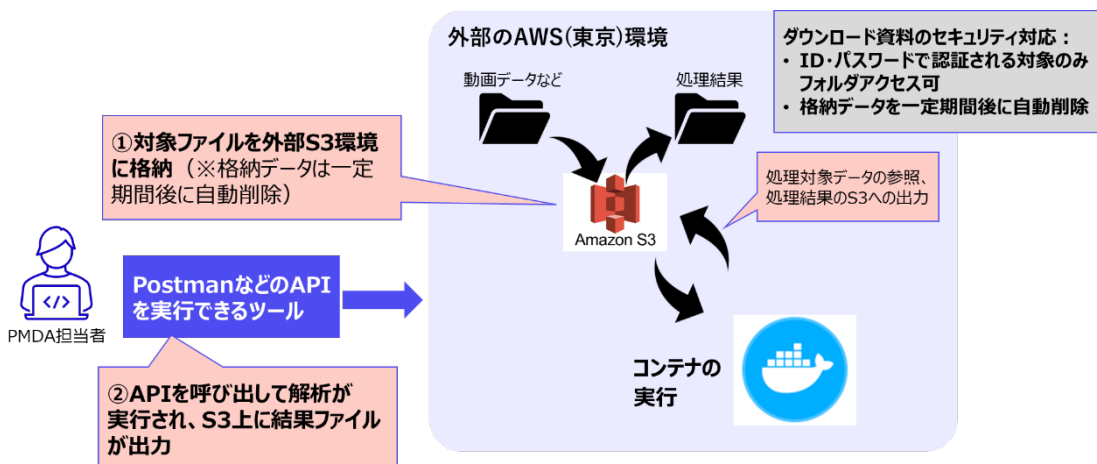 外部のAWS(東京)環境
動画データなど
処理結果
ダウンロード資料のセキュリティ対応：
• ID・パスワードで認証される対象のみ
フォルダアクセス可
• 格納データを一定期間後に自動削除
①対象ファイルを外部S3環境
に格納（※格納データは一定
期間後に自動削除）
処理対象データの参照、
処理結果のS3への出力
Amazon S3
PostmanなどのAPI
を実行できるツール
PMDA担当者
コンテナの
実行
②APIを呼び出して解析が
実行され、S3上に結果ファイル
が出力